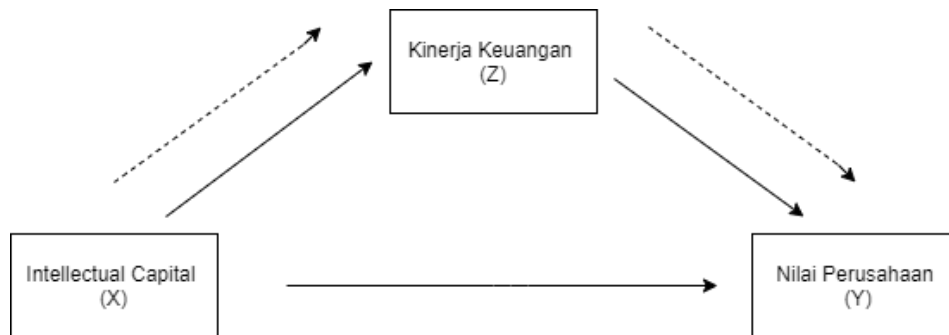 Kinerja Keuangan
(Z)
Intellectual Capital
(X)
Nilai Perusahaan
(Y)